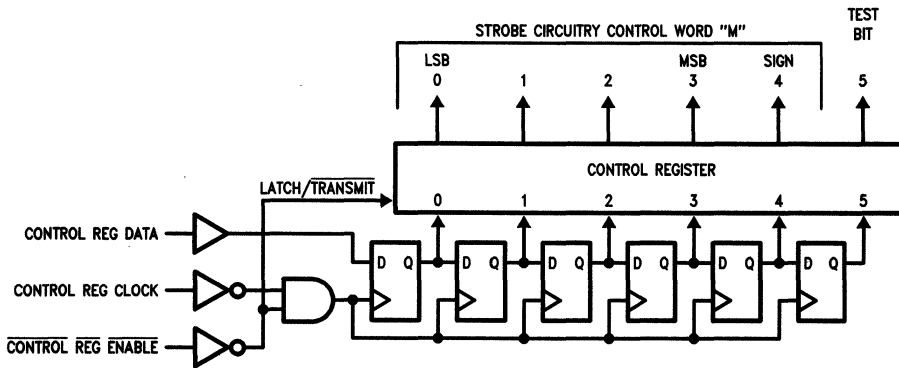 STROBE CIRCUITRY CONTROL WORD "M"
TEST
BIT
LSB MSB SIGN
0 1 2 3 4 5
CONTROL REGISTER
LATCH/TRANSMIT
0 1 2 3 4 5
CONTROL REG DATA
D Q D Q D Q D Q D Q D Q
CONTROL REG CLOCK
CONTROL REG ENABLE